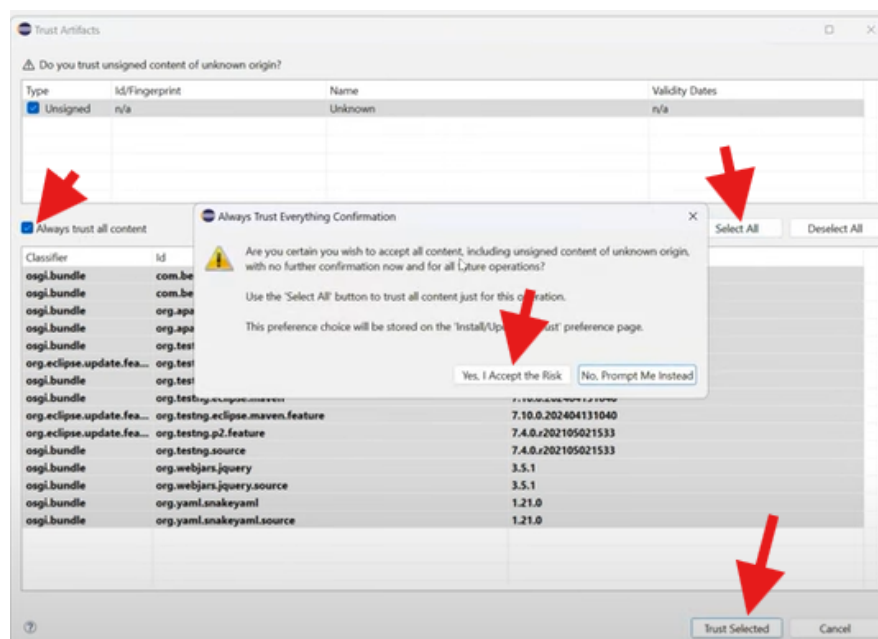 Trust Artifacts
Do you trust unsigned content of unknown origin?
Type Id/Fingerprint Name Validity Dates
Unsigned n/a Unknown n/a
Always trust all content
Select All Deselect All
Always Trust Everything Confirmation
Are you certain you wish to accept all content, including unsigned content of unknown origin,
with no further confirmation now and for all future operations?
Use the 'Select All' button to trust all content just for this operation.
This preference choice will be stored on the 'Install/Up ust' preference page.
Yes, I Accept the Risk No, Prompt Me Instead
Classifier Id
osgi.bundle com.be
osgi.bundle com.be
osgi.bundle org.apa
osgi.bundle org.apa
osgi.bundle org.test
org.eclipse.update.fea... org.test
osgi.bundle org.test
osgi.bundle org.testng.eclipse.maven 7.10.0.202404131040
org.eclipse.update.fea... org.testng.eclipse.maven.feature 7.10.0.202404131040
org.eclipse.update.fea... org.testng.p2.feature 7.4.0.r202105021533
osgi.bundle org.testng.source 7.4.0.r202105021533
osgi.bundle org.webjars.jquery 3.5.1
osgi.bundle org.webjars.jquery.source 3.5.1
osgi.bundle org.yaml.snakeyaml 1.21.0
osgi.bundle org.yaml.snakeyaml.source 1.21.0
Trust Selected Cancel